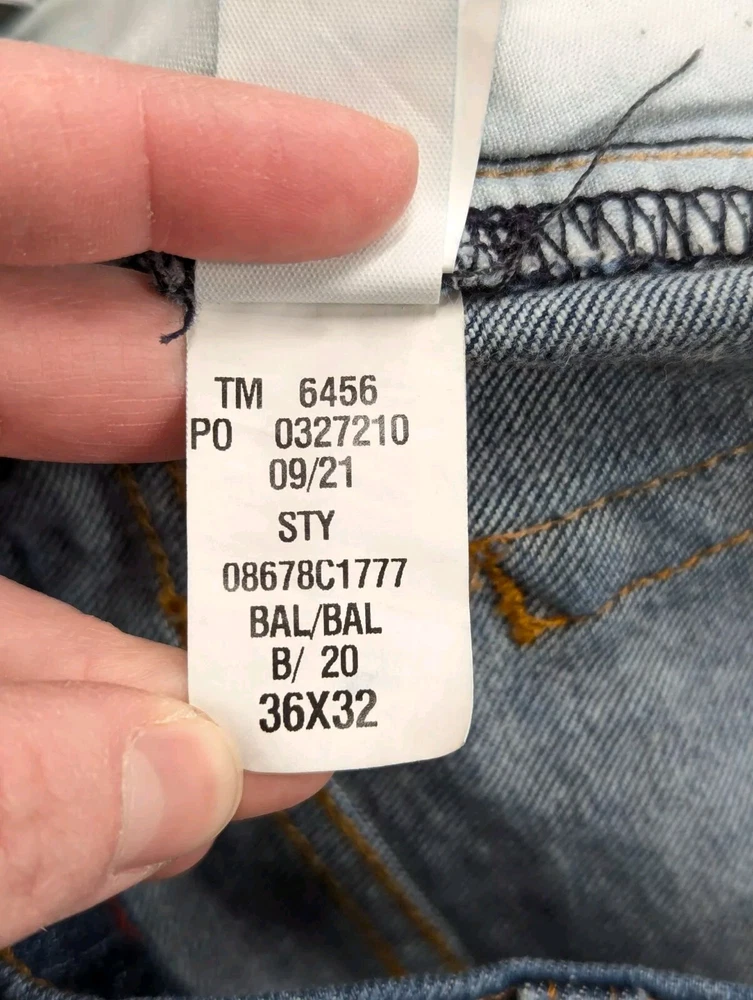 TM 6456
PO 0327210
09/21
STY
08678C1777
BAL/BAL
B/ 20
36X32